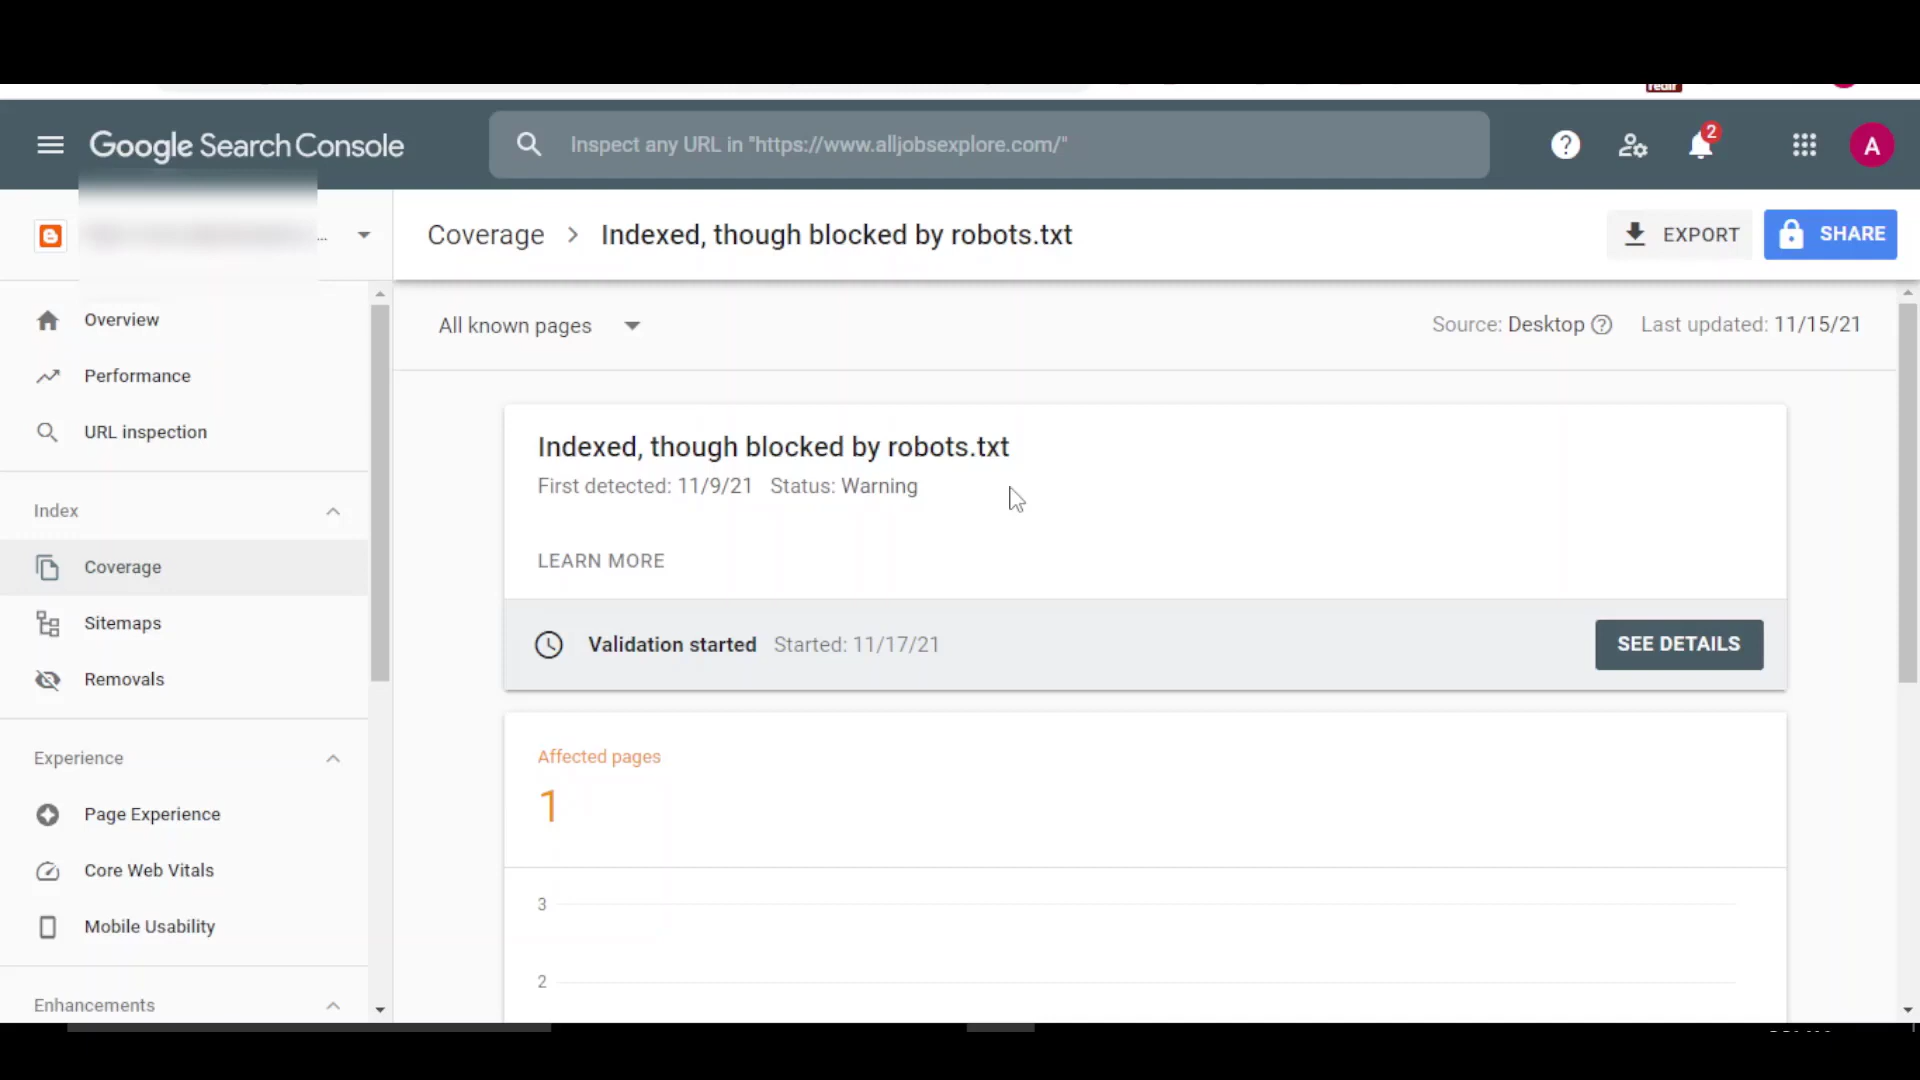 redir
Google Search Console
Inspect any URL in "https://www.alljobsexplore.com/"
2
A
...
Coverage > Indexed, though blocked by robots.txt
EXPORT
SHARE
Overview
Performance
URL inspection
Index
Coverage
Sitemaps
Removals
Experience
Page Experience
Core Web Vitals
Mobile Usability
Enhancements
All known pages
Source: Desktop
Last updated: 11/15/21
Indexed, though blocked by robots.txt
First detected: 11/9/21 Status: Warning
LEARN MORE
Validation started Started: 11/17/21
SEE DETAILS
Affected pages
1
3
2